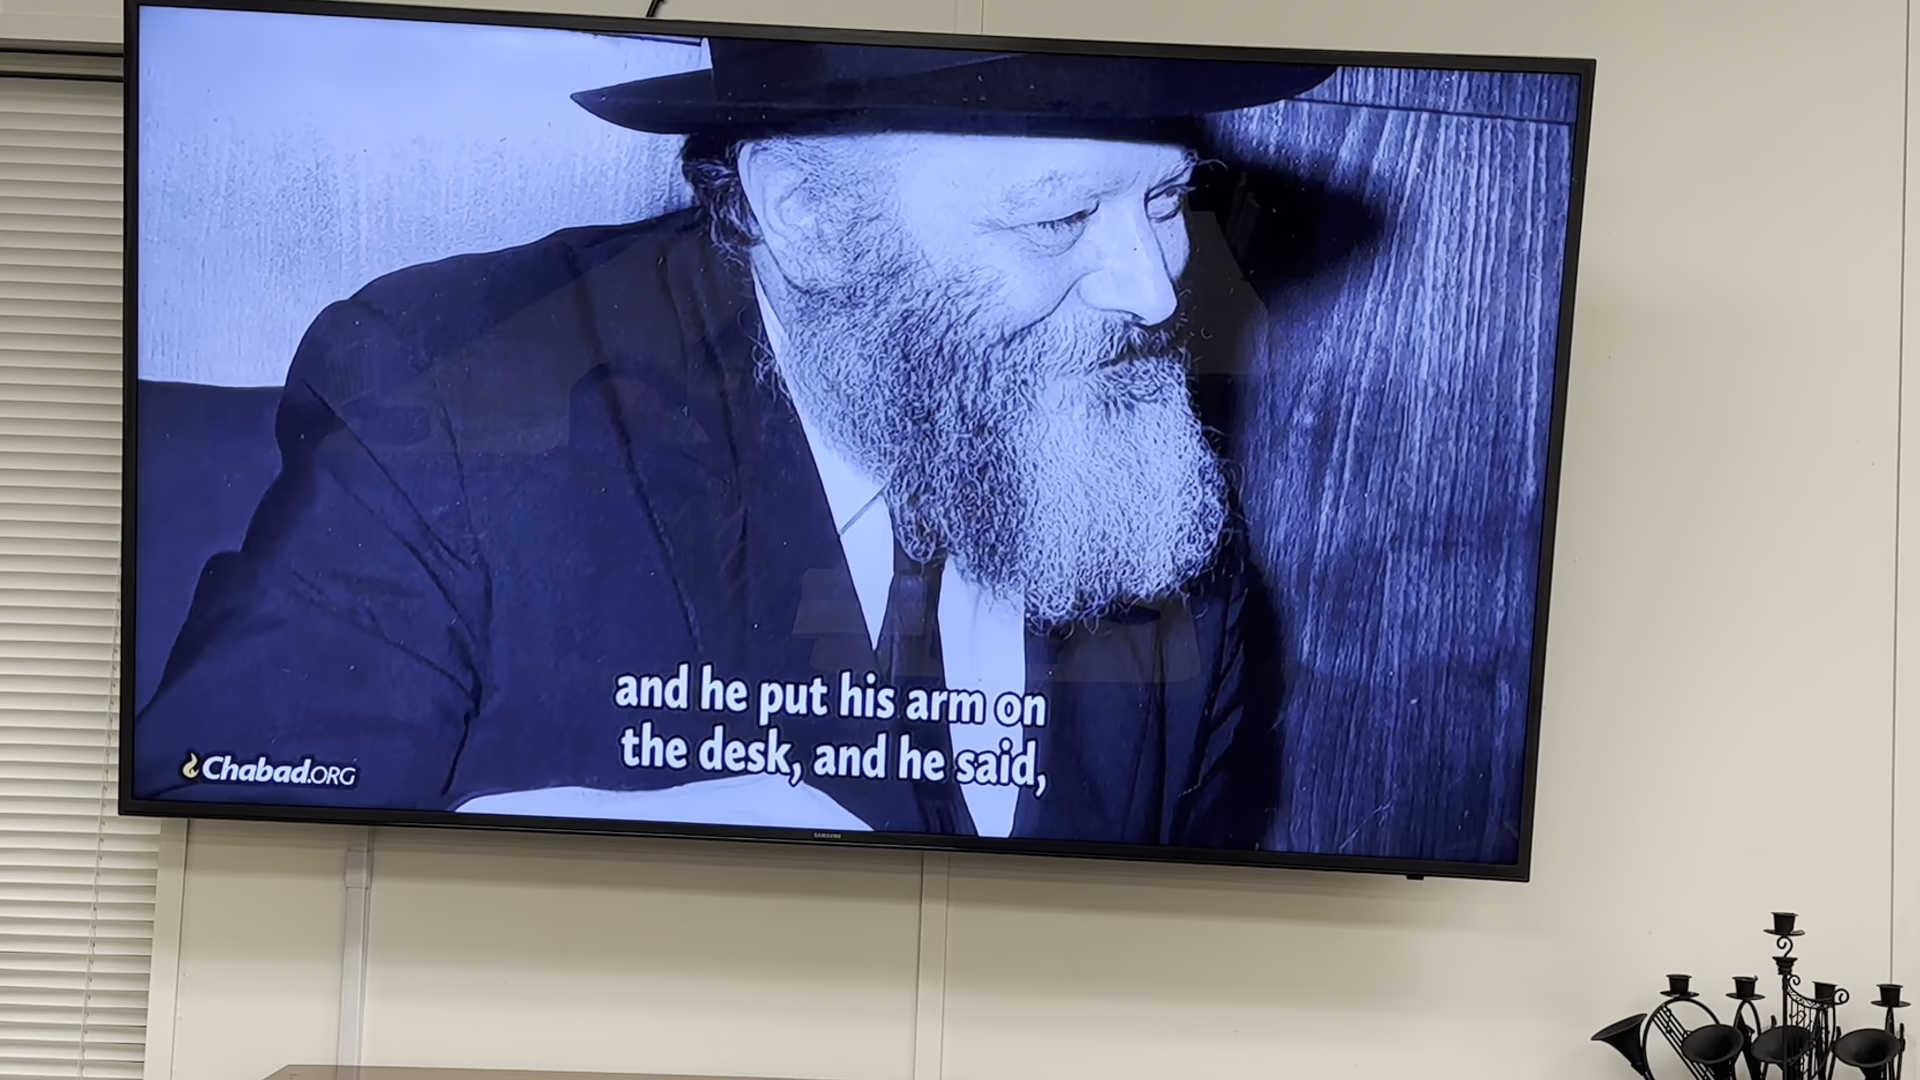 and he put his arm on
the desk, and he said,
Chabad.ORG
SAMSUNG